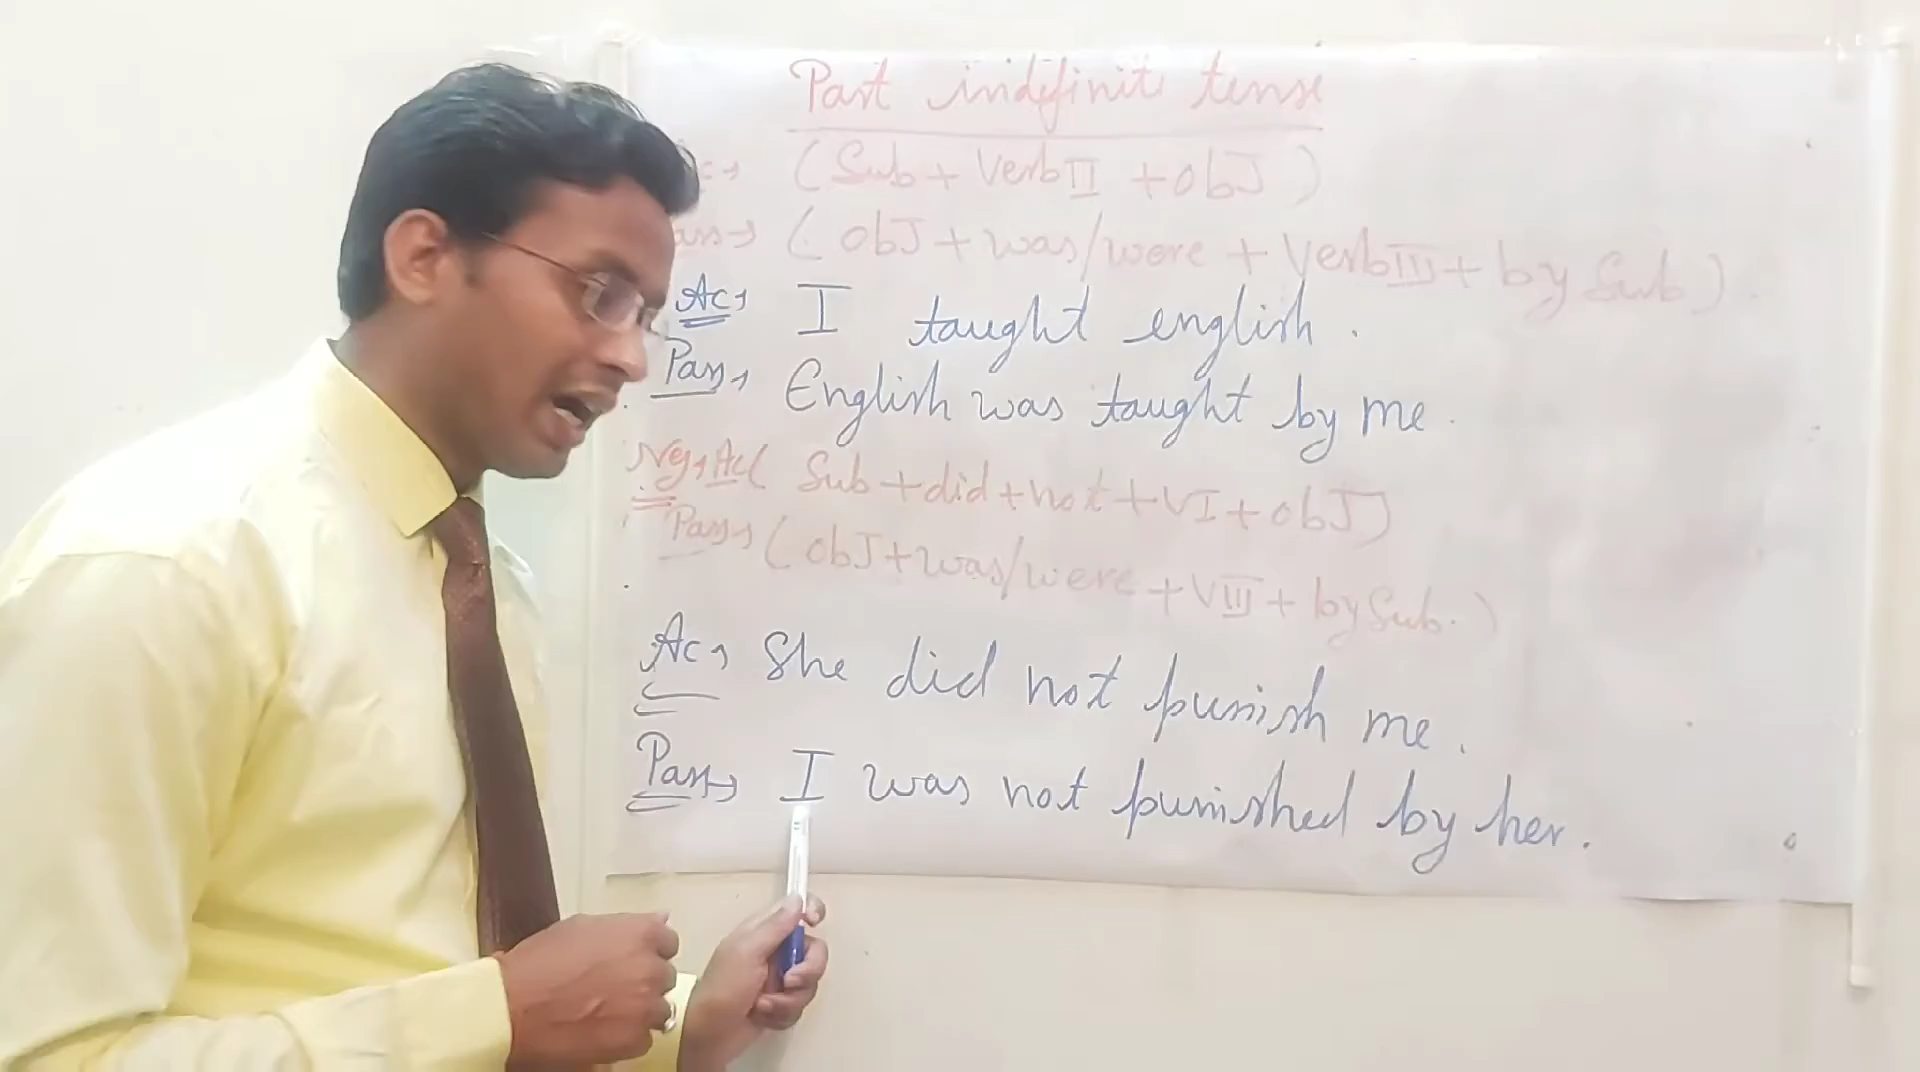 Past indefinite tense
Ac→ (Sub + Verb II + obJ)
Pass→ (obJ + was/were + Verb III + by Sub)
Ac→ I taught english.
Pass→ English was taught by me.
Neg→ Ac( Sub + did + not + VI + obJ)
Pass→ (obJ + was/were + VIII + by Sub.)
Ac→ She did not punish me.
Pass→ I was not punished by her.